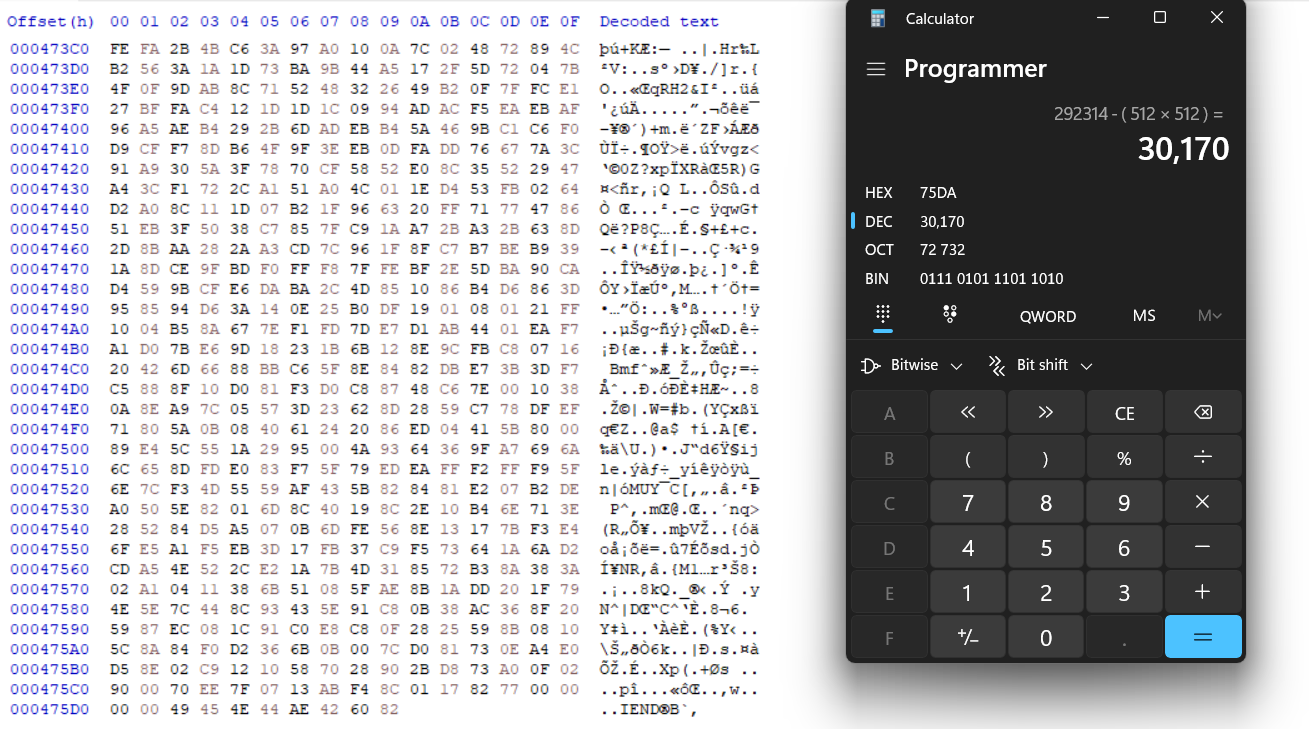 Offset(h) 00 01 02 03 04 05 06 07 08 09 0A 0B 0C 0D 0E 0F Decoded text
000473C0 FE FA 2B 4B C6 3A 97 A0 10 0A 7C 02 48 72 89 4C þú+KÆ:— ..|.Hr‰L
000473D0 B2 56 3A 1A 1D 73 BA 9B 44 A5 17 2F 5D 72 04 7B ²V:..sº›D¥./]r.{
000473E0 4F 0F 9D AB 8C 71 52 48 32 26 49 B2 0F 7F FC E1 O..«ŒqRH2&I²..üá
000473F0 27 BF FA C4 12 1D 1D 1C 09 94 AD AC F5 EA EB AF '¿úÄ.....”.¬õêë¯
00047400 96 A5 AE B4 29 2B 6D AD EB B4 5A 46 9B C1 C6 F0 –¥®´)+m.ë´ZF›ÁÆð
00047410 D9 CF F7 8D B6 4F 9F 3E EB 0D FA DD 76 67 7A 3C ÙÏ÷.¶OŸ>ë.úÝvgz<
00047420 91 A9 30 5A 3F 78 70 CF 58 52 E0 8C 35 52 29 47 ‘©0Z?xpÏXRàŒ5R)G
00047430 A4 3C F1 72 2C A1 51 A0 4C 01 1E D4 53 FB 02 64 ¤<ñr,¡Q L..ÔSû.d
00047440 D2 A0 8C 11 1D 07 B2 1F 96 63 20 FF 71 77 47 86 Ò Œ...².–c ÿqwG†
00047450 51 EB 3F 50 38 C7 85 7F C9 1A A7 2B A3 2B 63 8D Që?P8Ç….É.§+£+c.
00047460 2D 8B AA 28 2A A3 CD 7C 96 1F 8F C7 B7 BE B9 39 -‹ª(*£Í|–..Ç·¾¹9
00047470 1A 8D CE 9F BD F0 FF F8 7F FE BF 2E 5D BA 90 CA ..ÎŸ½ðÿø.þ¿.]º.Ê
00047480 D4 59 9B CF E6 DA BA 2C 4D 85 10 86 B4 D6 86 3D ÔY›ÏæÚº,M….†´Ö†=
00047490 95 85 94 D6 3A 14 0E 25 B0 DF 19 01 08 01 21 FF •…”Ö:..%°ß....!ÿ
000474A0 10 04 B5 8A 67 7E F1 FD 7D E7 D1 AB 44 01 EA F7 ..µŠg~ñý}çÑ«D.ê÷
000474B0 A1 D0 7B E6 9D 18 23 1B 6B 12 8E 9C FB C8 07 16 ¡Ð{æ..#.k.ŽœûÈ..
000474C0 20 42 6D 66 88 BB C6 5F 8E 84 82 DB E7 3B 3D F7  Bmfˆ»Æ_Ž„‚Ûç;=÷
000474D0 C5 88 8F 10 D0 81 F3 D0 C8 87 48 C6 7E 00 10 38 Åˆ..Ð.óÐÈ‡HÆ~..8
000474E0 0A 8E A9 7C 05 57 3D 23 62 8D 28 59 C7 78 DF EF .Ž©|.W=#b.(YÇxßï
000474F0 71 80 5A 0B 08 40 61 24 20 86 ED 04 41 5B 80 00 q€Z..@a$ †í.A[€.
00047500 89 E4 5C 55 1A 29 95 00 4A 93 64 36 9F A7 69 6A ‰ä\U.)•.J“d6Ÿ§ij
00047510 6C 65 8D FD E0 83 F7 5F 79 ED EA FF F2 FF F9 5F le.ýàƒ÷_yíêÿòÿù_
00047520 6E 7C F3 4D 55 59 AF 43 5B 82 84 81 E2 07 B2 DE n|óMUY¯C[‚„.â.²Þ
00047530 A0 50 5E 82 01 6D 8C 40 19 8C 2E 10 B4 6E 71 3E  P^‚.mŒ@.Œ..´nq>
00047540 28 52 84 D5 A5 07 0B 6D FE 56 8E 13 17 7B F3 E4 (R„Õ¥..mþVŽ..{óä
00047550 6F E5 A1 F5 EB 3D 17 FB 37 C9 F5 73 64 1A 6A D2 oå¡õë=.û7Éõsd.jÒ
00047560 CD A5 4E 52 2C E2 1A 7B 4D 31 85 72 B3 8A 38 3A Í¥NR,â.{M1…r³Š8:
00047570 02 A1 04 11 38 6B 51 08 5F AE 8B 1A DD 20 1F 79 .¡..8kQ._®‹.Ý .y
00047580 4E 5E 7C 44 8C 93 43 5E 91 C8 0B 38 AC 36 8F 20 N^|DŒ“C^‘È.8¬6.
00047590 59 87 EC 08 1C 91 C0 E8 C8 0F 28 25 59 8B 08 10 Y‡ì..‘ÀèÈ.(%Y‹..
000475A0 5C 8A 84 F0 D2 36 6B 0B 00 7C D0 81 73 0E A4 E0 \Š„ðÒ6k..|Ð.s.¤à
000475B0 D5 8E 02 C9 12 10 58 70 28 90 2B D8 73 A0 0F 02 ÕŽ.É..Xp(.+Øs ..
000475C0 90 00 70 EE 7F 07 13 AB F4 8C 01 17 82 77 00 00 ..pî...«ôŒ..‚w..
000475D0 00 00 49 45 4E 44 AE 42 60 82 ..IEND®B`‚
Calculator
Programmer
292314 - ( 512 × 512 ) =
30,170
HEX 75DA
DEC 30,170
OCT 72 732
BIN 0111 0101 1101 1010
QWORD MS M
Bitwise Bit shift
A << >> CE
B ( ) % ÷
C 7 8 9 ×
D 4 5 6 −
E 1 2 3 +
F +/− 0 . =